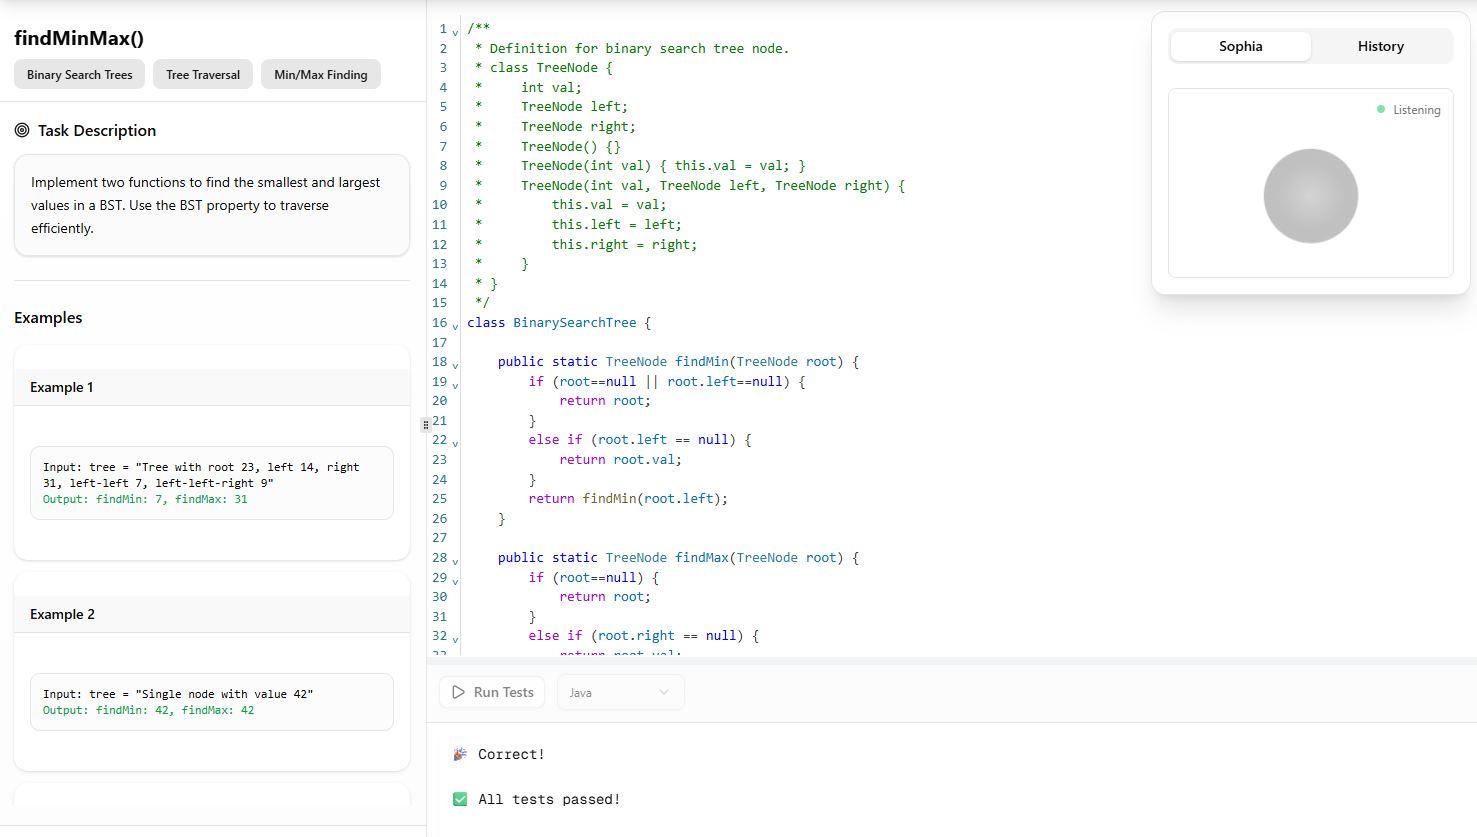 findMinMax()
Binary Search Trees
Task Traversal
Min/Max Finding
Task Description
Implement two functions to find the smallest and largest
values in a BST. Use the BST property to traverse
efficiently.
Examples
Example 1
Input: tree = "Tree with root 23, left 14, right
31, left-left 7, left-left-right 9"
Output: findMin: 7, findMax: 31
Example 2
Input: tree = "Single node with value 42"
Output: findMin: 42, findMax: 42
1 /**
2  * Definition for binary search tree node.
3  * class TreeNode {
4  *     int val;
5  *     TreeNode left;
6  *     TreeNode right;
7  *     TreeNode() {}
8  *     TreeNode(int val) { this.val = val; }
9  *     TreeNode(int val, TreeNode left, TreeNode right) {
10  *         this.val = val;
11  *         this.left = left;
12  *         this.right = right;
13  *     }
14  * }
15  */
16 class BinarySearchTree {
17
18     public static TreeNode findMin(TreeNode root) {
19         if (root==null || root.left==null) {
20             return root;
21         }
22         else if (root.left == null) {
23             return root.val;
24         }
25         return findMin(root.left);
26     }
27
28     public static TreeNode findMax(TreeNode root) {
29         if (root==null) {
30             return root;
31         }
32         else if (root.right == null) {
33             return root.val;
Sophia
History
Listening
Run Tests
Java
Correct!
All tests passed!